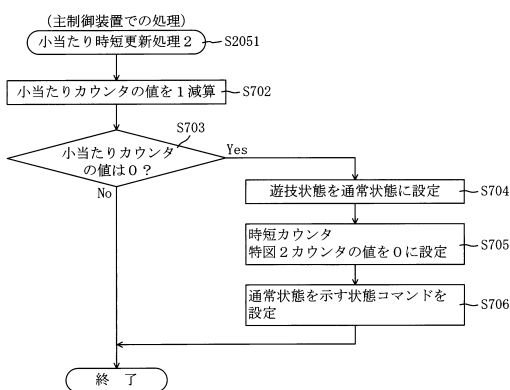 (主制御装置での処理)
小当たり時短更新処理2
S2051
小当たりカウンタの値を1減算
S702
S703
小当たりカウンタ
の値は0?
Yes
No
遊技状態を通常状態に設定
S704
時短カウンタ
特図2カウンタの値を0に設定
S705
通常状態を示す状態コマンドを
設定
S706
終 了